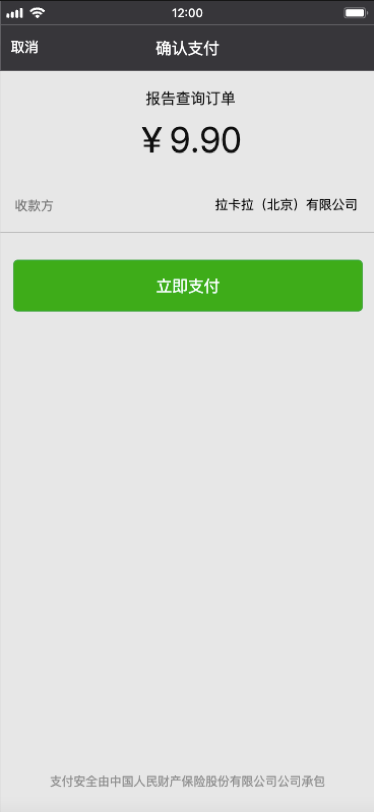 12:00
取消
确认支付
报告查询订单
¥ 9.90
收款方
拉卡拉（北京）有限公司
立即支付
支付安全由中国人民财产保险股份有限公司公司承包